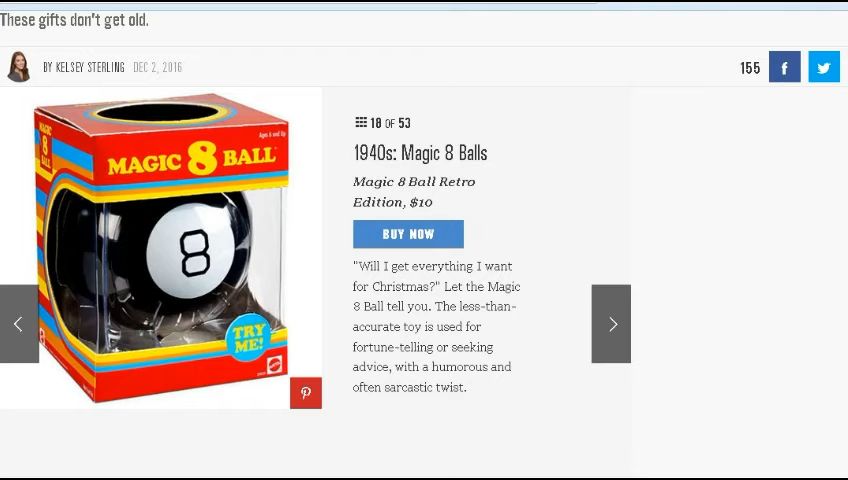 These gifts don't get old.
BY KELSEY STERLING DEC 2, 2016
155
18 OF 53
1940s: Magic 8 Balls
Magic 8 Ball Retro
Edition, $10
BUY NOW
"Will I get everything I want
for Christmas?" Let the Magic
8 Ball tell you. The less-than-
accurate toy is used for
fortune-telling or seeking
advice, with a humorous and
often sarcastic twist.
Ages 6 and Up
MAGIC 8 BALL
MAGIC
8
BALL
8
TRY
ME!